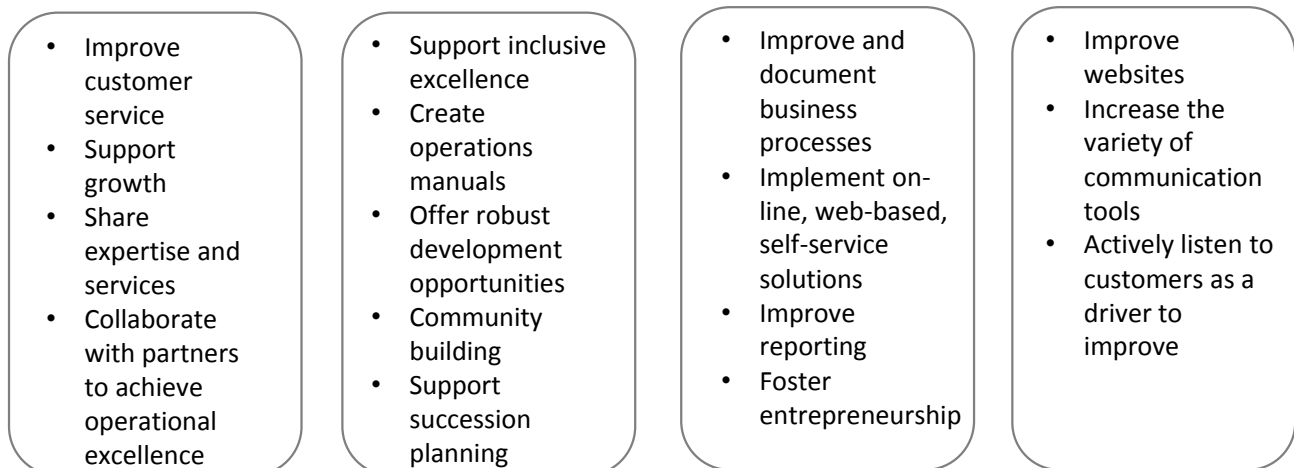 • Improve
customer
service
• Support
growth
• Share
expertise and
services
• Collaborate
with partners
to achieve
operational
excellence
• Support inclusive
excellence
• Create
operations
manuals
• Offer robust
development
opportunities
• Community
building
• Support
succession
planning
• Improve and
document
business
processes
• Implement on-
line, web-based,
self-service
solutions
• Improve
reporting
• Foster
entrepreneurship
• Improve
websites
• Increase the
variety of
communication
tools
• Actively listen to
customers as a
driver to
improve